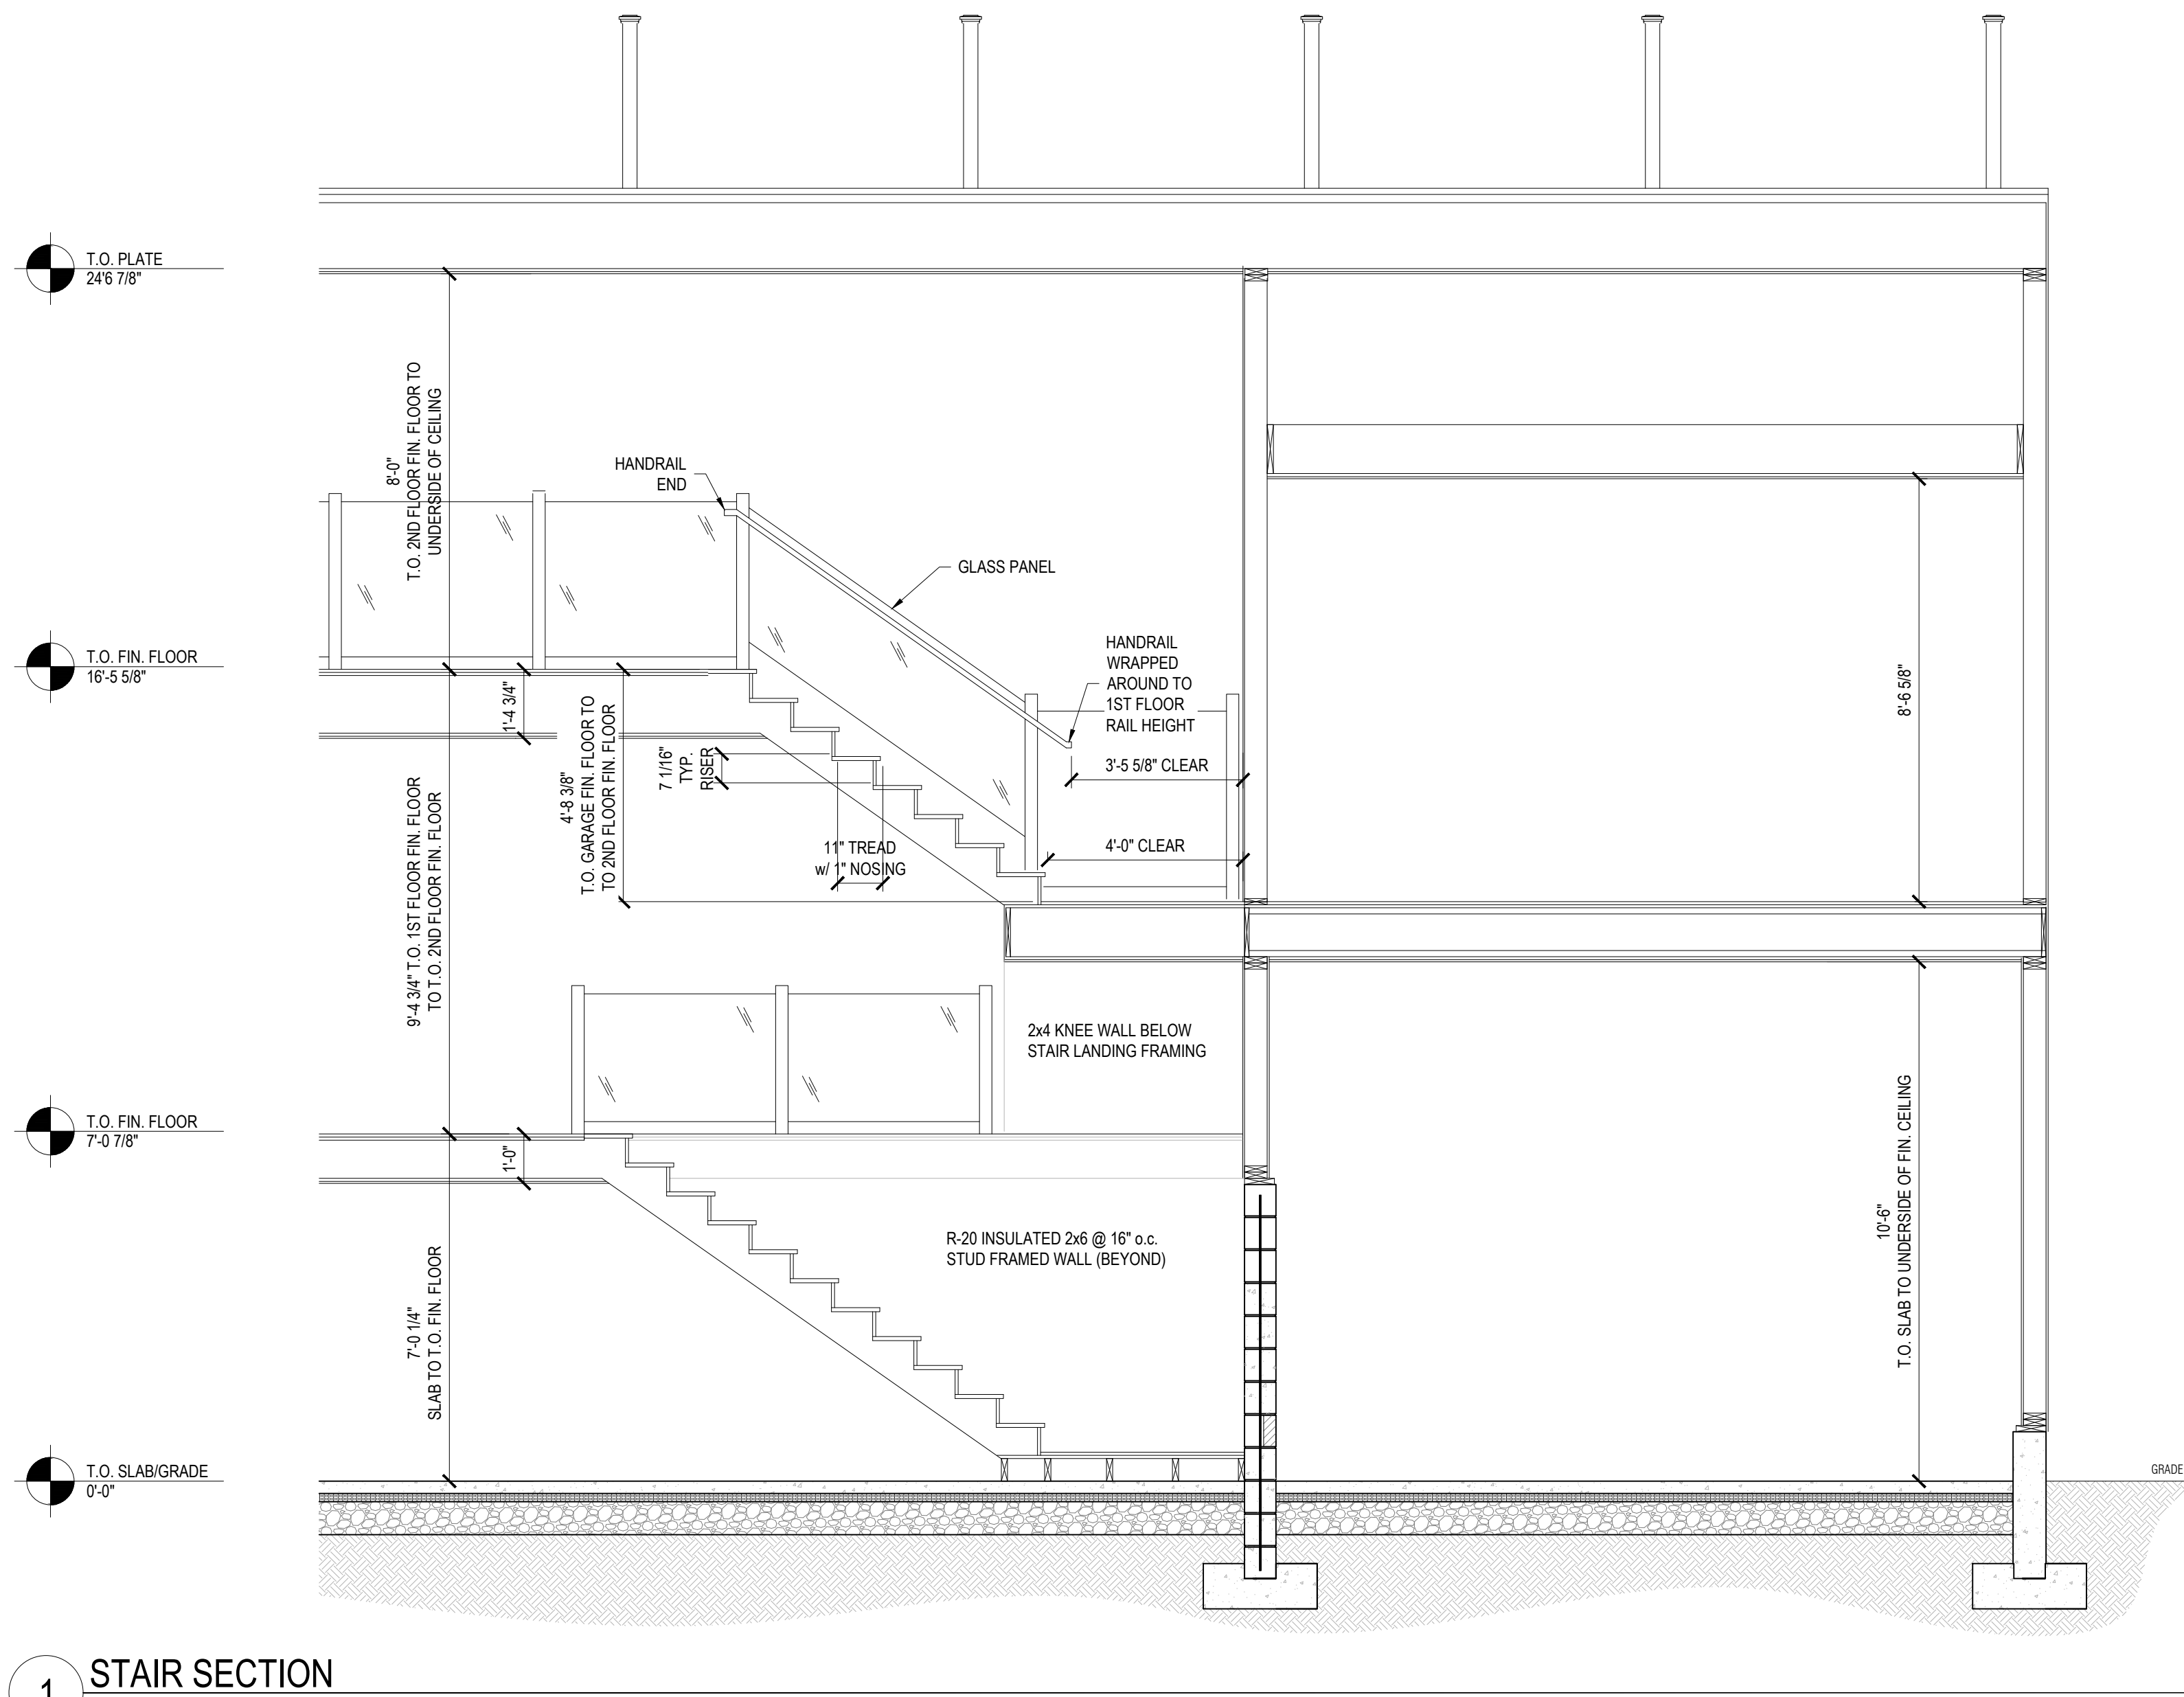 T.O. PLATE
24'6 7/8"
8'-0"
T.O. 2ND FLOOR FIN. FLOOR TO
UNDERSIDE OF CEILING
HANDRAIL
END
GLASS PANEL
HANDRAIL
WRAPPED
AROUND TO
1ST FLOOR
RAIL HEIGHT
T.O. FIN. FLOOR
16'-5 5/8"
1'-4 3/4"
4'-8 3/8"
T.O. GARAGE FIN. FLOOR TO
TO 2ND FLOOR FIN. FLOOR
7 1/16"
TYP.
RISER
11" TREAD
w/ 1" NOSING
3'-5 5/8" CLEAR
4'-0" CLEAR
8'-6 5/8"
9'-4 3/4" T.O. 1ST FLOOR FIN. FLOOR
TO T.O. 2ND FLOOR FIN. FLOOR
2x4 KNEE WALL BELOW
STAIR LANDING FRAMING
T.O. FIN. FLOOR
7'-0 7/8"
1'-0"
R-20 INSULATED 2x6 @ 16" o.c.
STUD FRAMED WALL (BEYOND)
10'-6"
T.O. SLAB TO UNDERSIDE OF FIN. CEILING
7'-0 1/4"
SLAB TO T.O. FIN. FLOOR
T.O. SLAB/GRADE
0'-0"
GRADE
1
STAIR SECTION